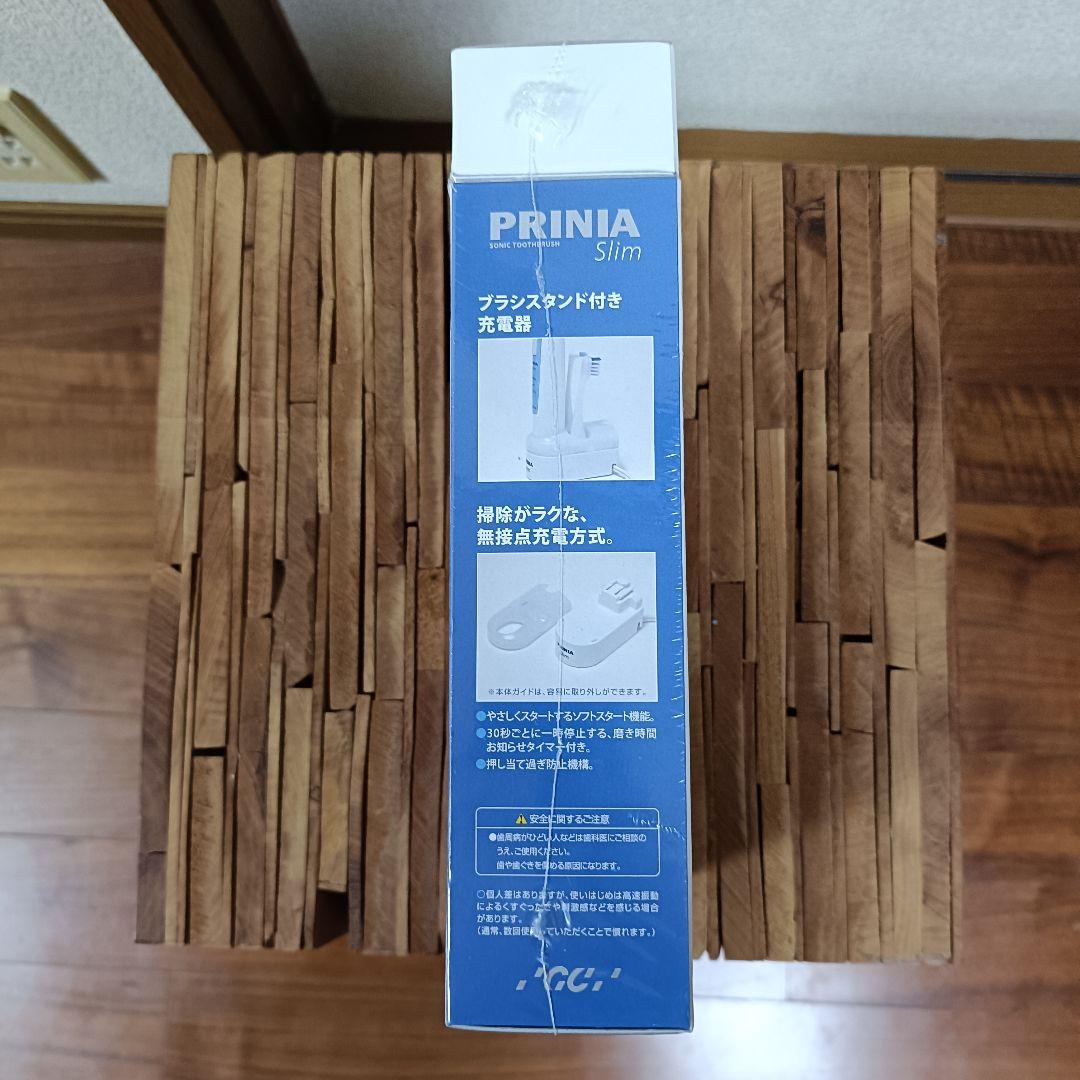 PRINIA
SONIC TOOTHBRUSH
Slim
ブラシスタンド付き
充電器
掃除がラクな、
無接点充電方式。
PRINIA
※本体ガイドは、容易に取り外しができます。
●やさしくスタートするソフトスタート機能。
●30秒ごとに一時停止する、磨き時間
お知らせタイマー付き。
●押し当て過ぎ防止機構。
安全に関するご注意
●歯周病がひどい人などは歯科医にご相談の
うえ、ご使用ください。
歯や歯ぐきを傷める原因になります。
○個人差はありますが、使いはじめは高速振動
によるくすぐったさや刺激感などを感じる場合
があります。
(通常、数回使っていただくことで慣れます。)
GC